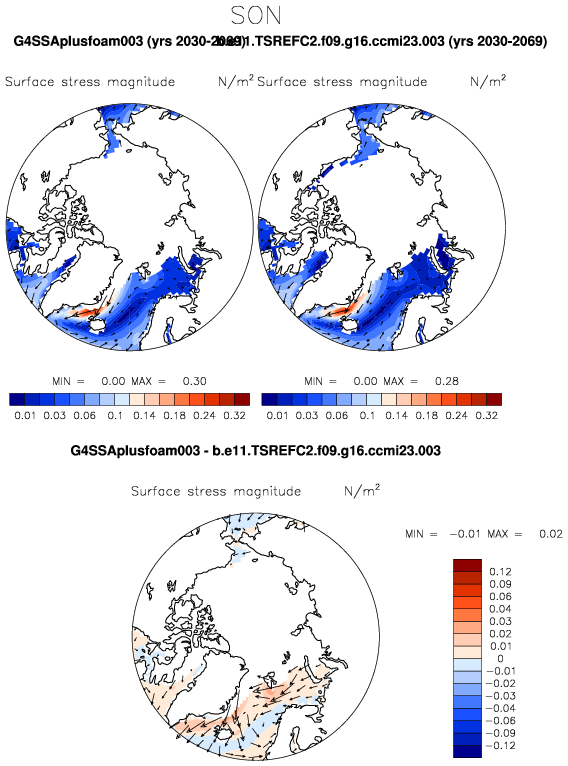 SON
G4SSAplusfoam003 (yrs 2030-2069) b.e11.TSREFC2.f09.g16.ccmi23.003 (yrs 2030-2069)
Surface stress magnitude N/m² Surface stress magnitude N/m²
MIN = 0.00 MAX = 0.30 MIN = 0.00 MAX = 0.28
0.01 0.03 0.06 0.1 0.14 0.18 0.24 0.32 0.01 0.03 0.06 0.1 0.14 0.18 0.24 0.32
G4SSAplusfoam003 - b.e11.TSREFC2.f09.g16.ccmi23.003
Surface stress magnitude N/m²
MIN = -0.01 MAX = 0.02
0.12
0.09
0.06
0.04
0.03
0.02
0.01
0
-0.01
-0.02
-0.03
-0.04
-0.06
-0.09
-0.12